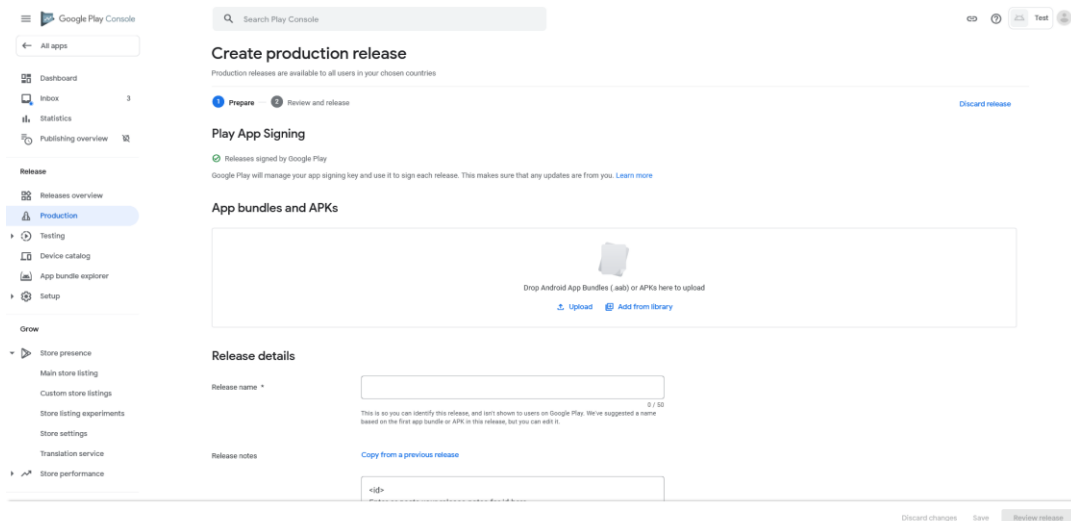 Google Play Console
Search Play Console
Test
All apps
Dashboard
Inbox 3
Statistics
Publishing overview
Release
Releases overview
Production
Testing
Device catalog
App bundle explorer
Setup
Grow
Store presence
Main store listing
Custom store listings
Store listing experiments
Store settings
Translation service
Store performance
Create production release
Production releases are available to all users in your chosen countries
1 Prepare 2 Review and release
Discard release
Play App Signing
Releases signed by Google Play
Google Play will manage your app signing key and use it to sign each release. This makes sure that any updates are from you. Learn more
App bundles and APKs
Drop Android App Bundles (.aab) or APKs here to upload
Upload Add from library
Release details
Release name *
0 / 50
This is so you can identify this release, and isn't shown to users on Google Play. We've suggested a name
based on the first app bundle or APK in this release, but you can edit it.
Release notes
Copy from a previous release
<id>
Discard changes Save Review release